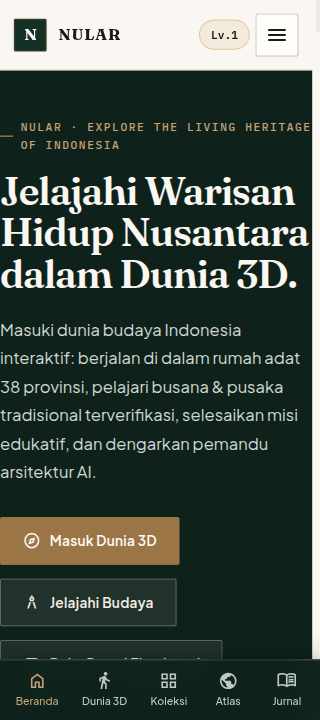 N NULAR Lv.1
NULAR · EXPLORE THE LIVING HERITAGE
OF INDONESIA
Jelajahi Warisan
Hidup Nusantara
dalam Dunia 3D.
Masuki dunia budaya Indonesia
interaktif: berjalan di dalam rumah adat
38 provinsi, pelajari busana & pusaka
tradisional terverifikasi, selesaikan misi
edukatif, dan dengarkan pemandu
arsitektur AI.
Masuk Dunia 3D
Jelajahi Budaya
Beranda Dunia 3D Koleksi Atlas Jurnal